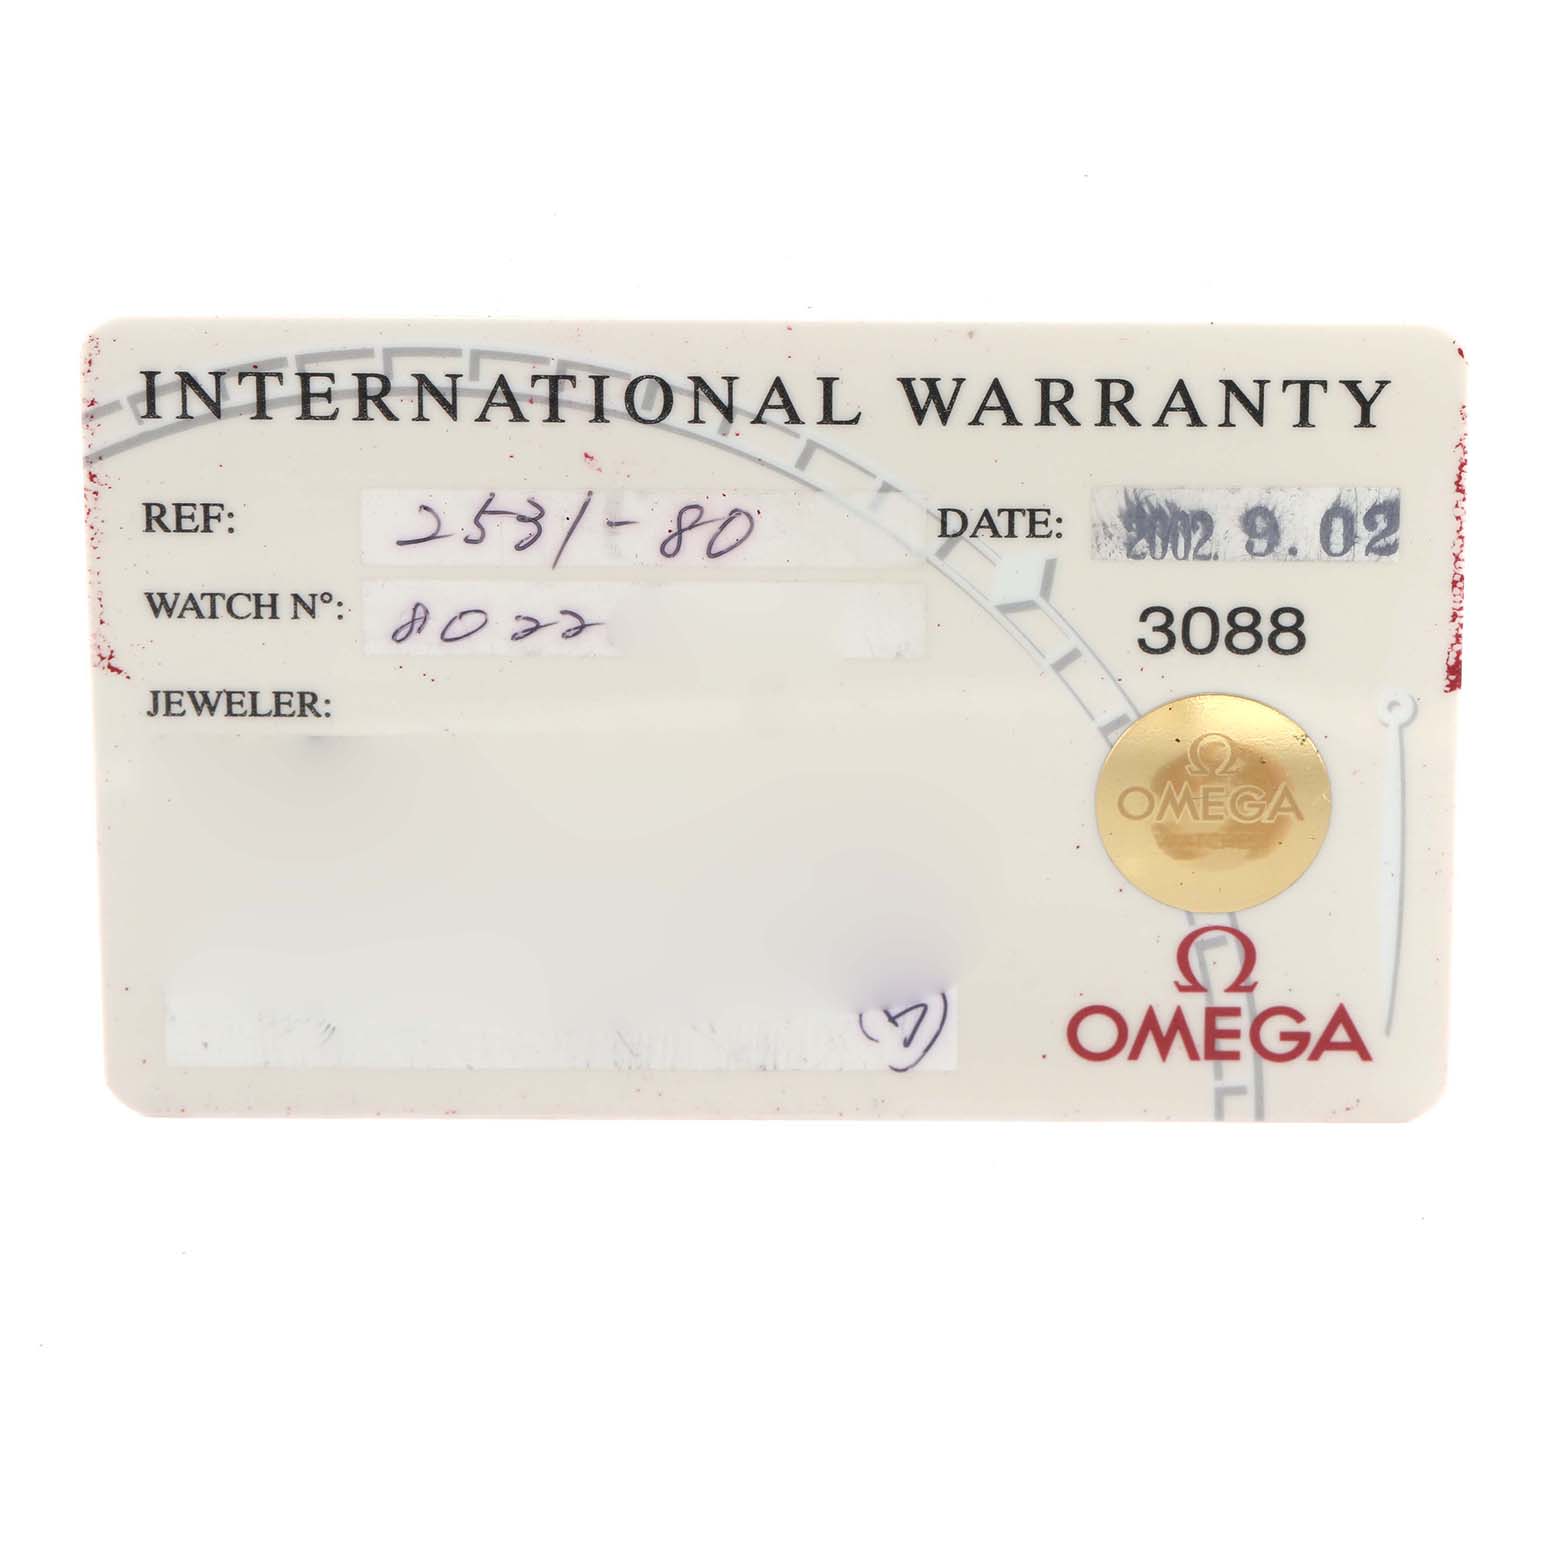 INTERNATIONAL WARRANTY
REF: 2531-80 DATE: 2002. 9. 02
WATCH N°: 8022 3088
JEWELER:
Ω
OMEGA
Ω
OMEGA